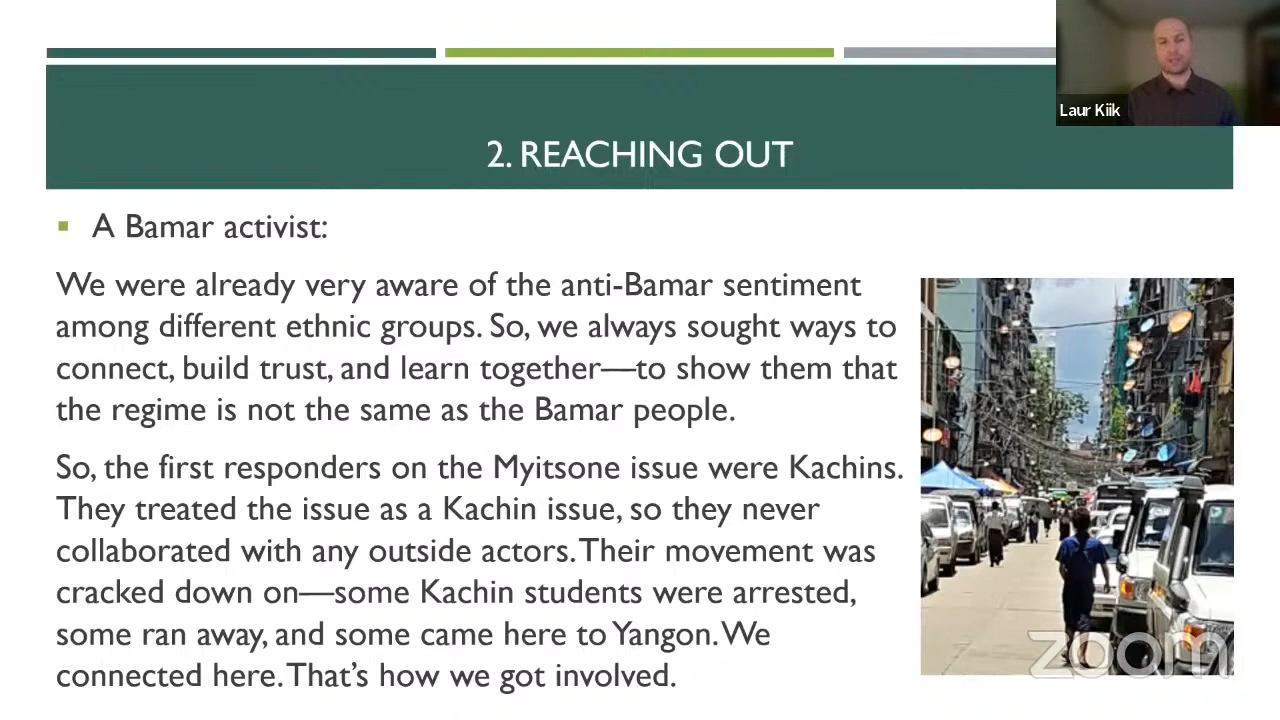 Laur Kiik
2. REACHING OUT
A Bamar activist:
We were already very aware of the anti-Bamar sentiment
among different ethnic groups. So, we always sought ways to
connect, build trust, and learn together—to show them that
the regime is not the same as the Bamar people.
So, the first responders on the Myitsone issue were Kachins.
They treated the issue as a Kachin issue, so they never
collaborated with any outside actors. Their movement was
cracked down on—some Kachin students were arrested,
some ran away, and some came here to Yangon. We
connected here. That’s how we got involved.
zoom